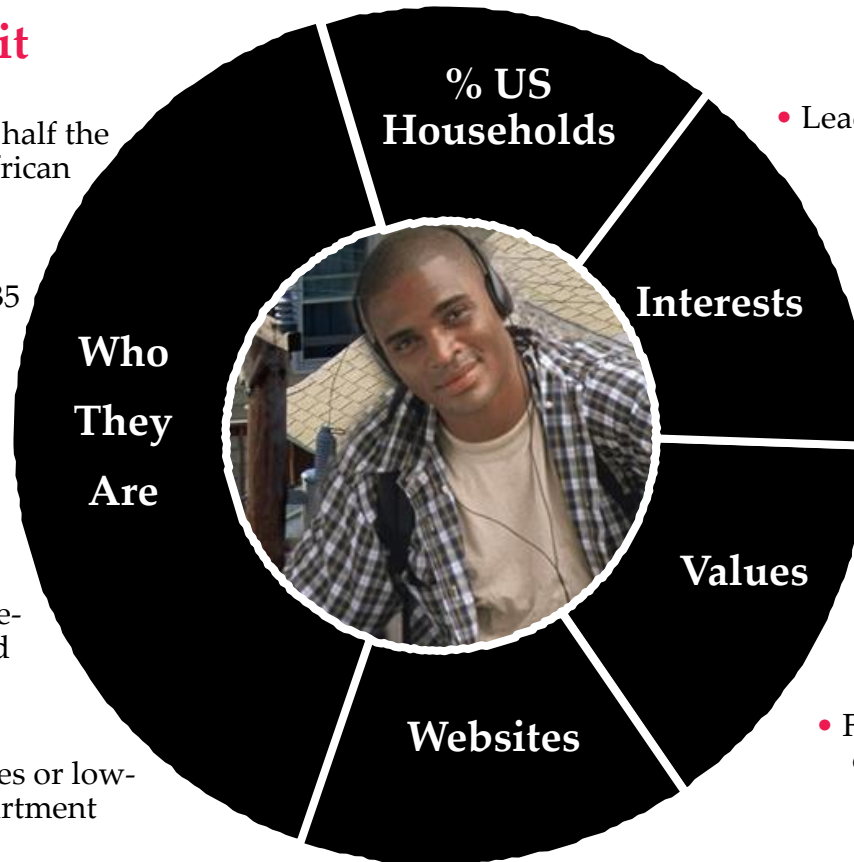 it
half the
rican
35
e-
d
es or low-
rtment
% US
Households
Interests
Who
They
Are
Values
Websites
• Lea
• F